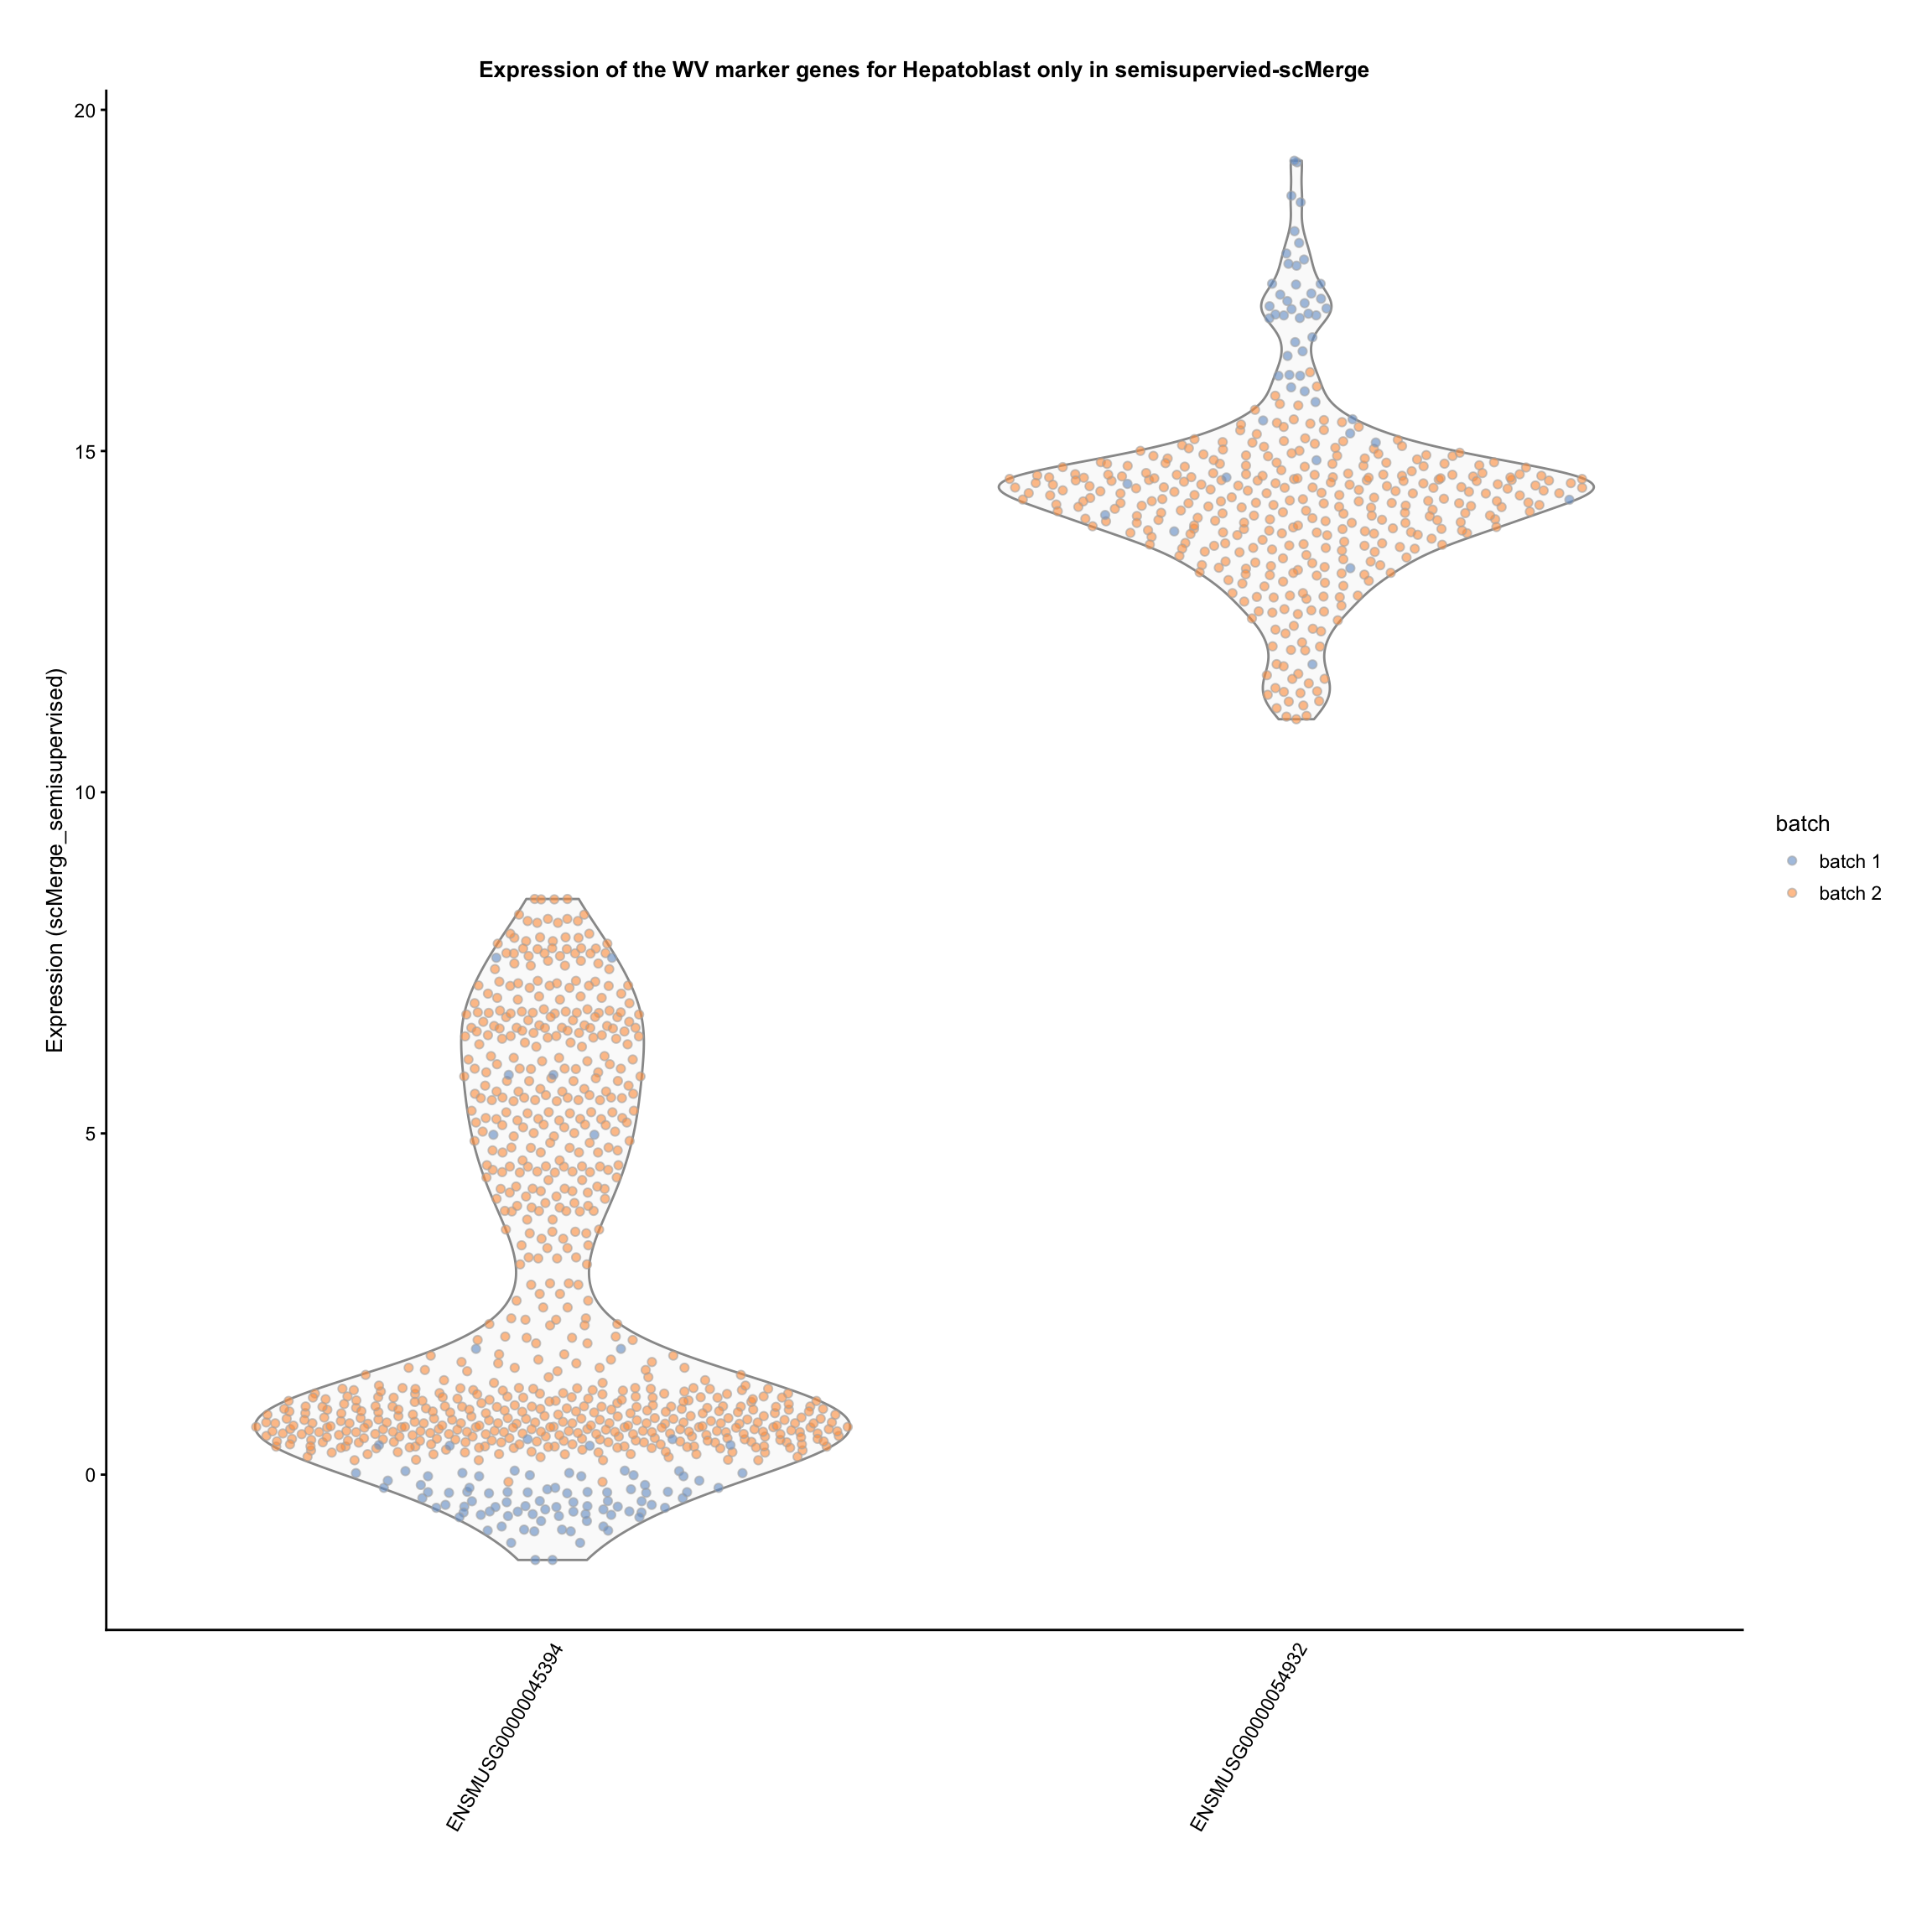 Expression of the WV marker genes for Hepatoblast only in semisupervied-scMerge
20
15
10
5
0
Expression (scMerge_semisupervised)
ENSMUSG00000045394
ENSMUSG00000054932
batch
batch 1
batch 2